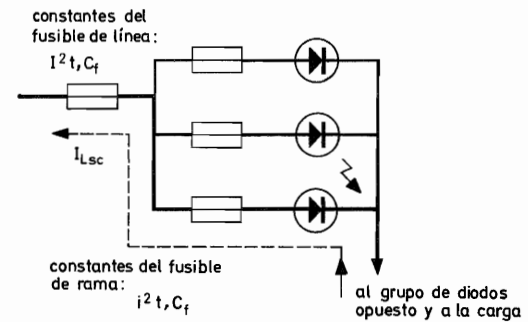 constantes del
fusible de línea:
I²t, C_f
I_Lsc
constantes del fusible
de rama:
i²t, C_f
al grupo de diodos
opuesto y a la carga